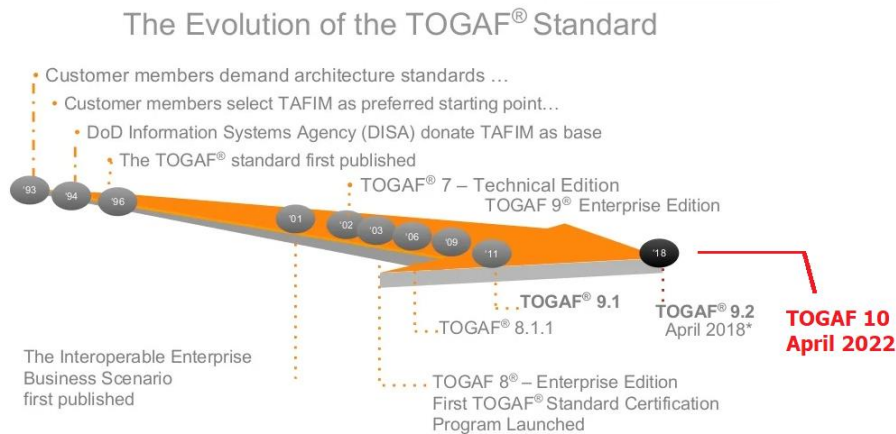 The Evolution of the TOGAF® Standard
• Customer members demand architecture standards …
• Customer members select TAFIM as preferred starting point…
• DoD Information Systems Agency (DISA) donate TAFIM as base
• The TOGAF® standard first published
TOGAF® 7 – Technical Edition
TOGAF 9® Enterprise Edition
'93
'94
'96
'01
'02
'03
'06
'09
'11
'18
TOGAF® 9.1
TOGAF® 8.1.1
TOGAF® 9.2
April 2018*
TOGAF 10
April 2022
The Interoperable Enterprise
Business Scenario
first published
TOGAF 8® – Enterprise Edition
First TOGAF® Standard Certification
Program Launched